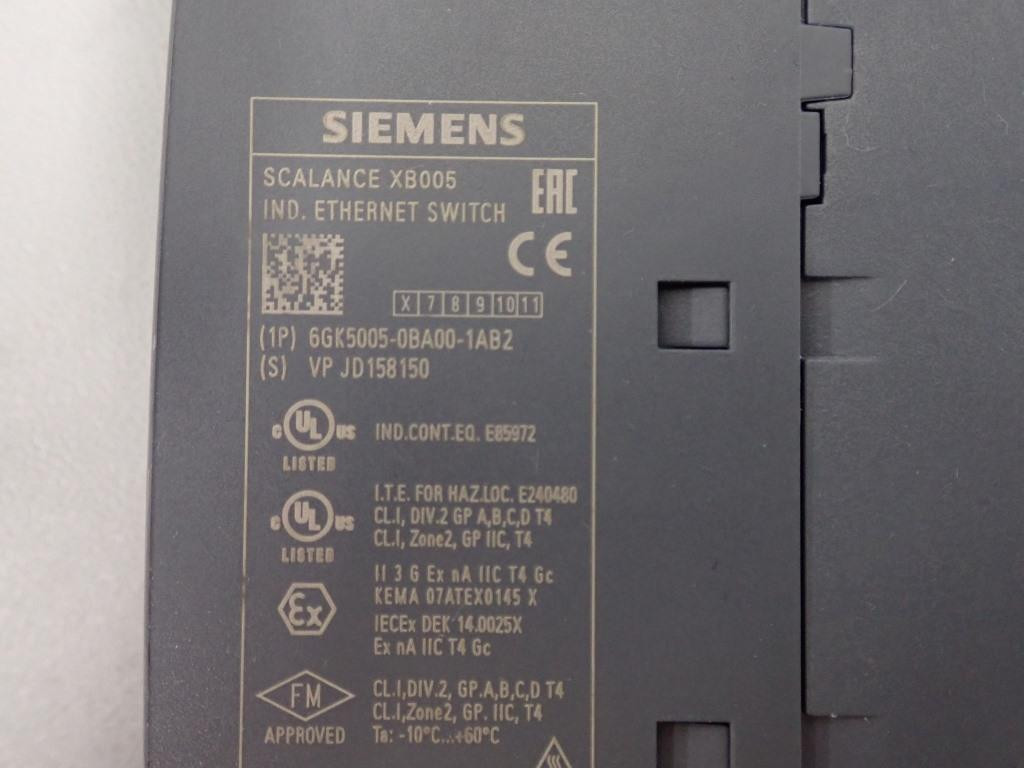 SIEMENS
SCALANCE XB005
IND. ETHERNET SWITCH
EAC
CE
X 7 8 9 10 11
(1P) 6GK5005-0BA00-1AB2
(S) VP JD158150
C UL US
LISTED
IND.CONT.EQ. E85972
C UL US
LISTED
I.T.E. FOR HAZ.LOC. E240480
CL.I, DIV.2 GP A,B,C,D T4
CL.I, Zone2, GP IIC, T4
Ex
II 3 G Ex nA IIC T4 Gc
KEMA 07ATEX0145 X
IECEx DEK 14.0025X
Ex nA IIC T4 Gc
FM
APPROVED
CL.I,DIV.2, GP.A,B,C,D T4
CL.I,Zone2, GP. IIC, T4
Ta: -10°C...+60°C